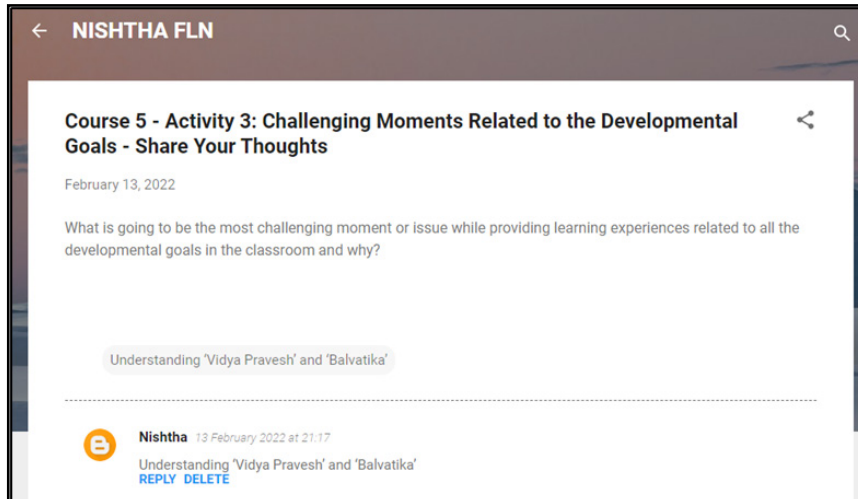 NISHTHA FLN
Course 5 - Activity 3: Challenging Moments Related to the Developmental
Goals - Share Your Thoughts
February 13, 2022
What is going to be the most challenging moment or issue while providing learning experiences related to all the
developmental goals in the classroom and why?
Understanding ‘Vidya Pravesh’ and ‘Balvatika’
Nishtha 13 February 2022 at 21:17
Understanding ‘Vidya Pravesh’ and ‘Balvatika’
REPLY DELETE